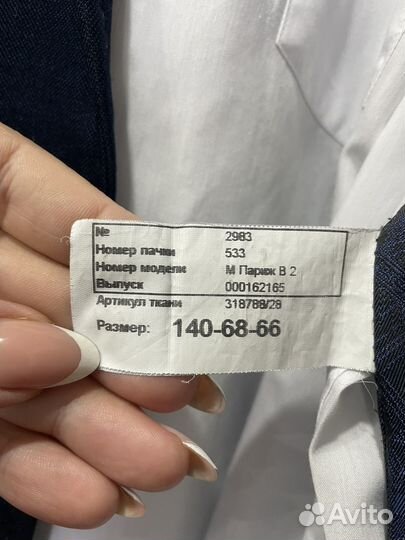 № 2983
Номер пачки 533
Номер модели М Париж В 2
Выпуск 000162165
Артикул ткани 318788/28
Размер: 140-68-66
Avito